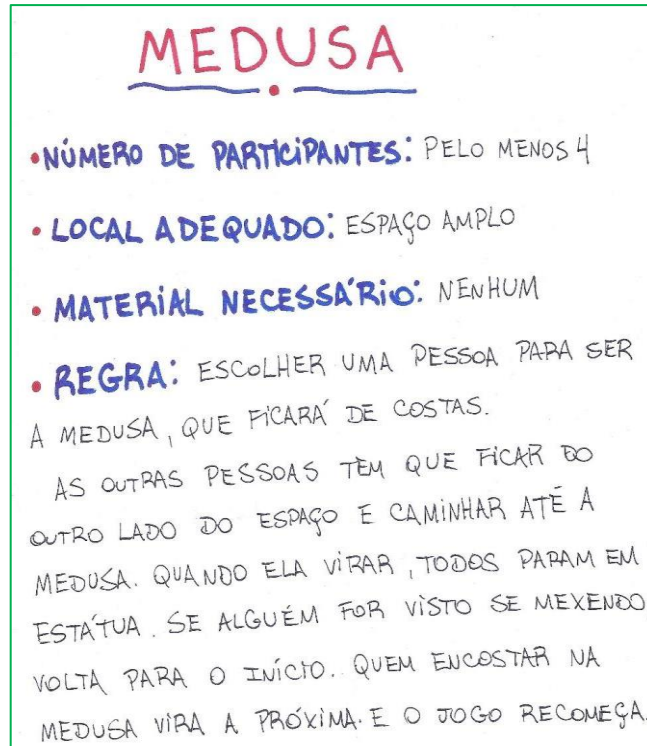 MEDUSA
•NÚMERO DE PARTICIPANTES: PELO MENOS 4
• LOCAL ADEQUADO: ESPAÇO AMPLO
• MATERIAL NECESSÁRIO: NENHUM
• REGRA: ESCOLHER UMA PESSOA PARA SER
A MEDUSA, QUE FICARÁ DE COSTAS.
AS OUTRAS PESSOAS TÊM QUE FICAR DO
OUTRO LADO DO ESPAÇO E CAMINHAR ATÉ A
MEDUSA. QUANDO ELA VIRAR, TODOS PARAM EM
ESTÁTUA. SE ALGUÉM FOR VISTO SE MEXENDO
VOLTA PARA O INÍCIO. QUEM ENCOSTAR NA
MEDUSA VIRA A PRÓXIMA. E O JOGO RECOMEÇA.